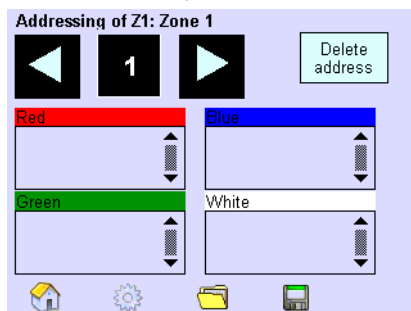 Addressing of Z1: Zone 1
1
Delete
address
Red
Blue
Green
White